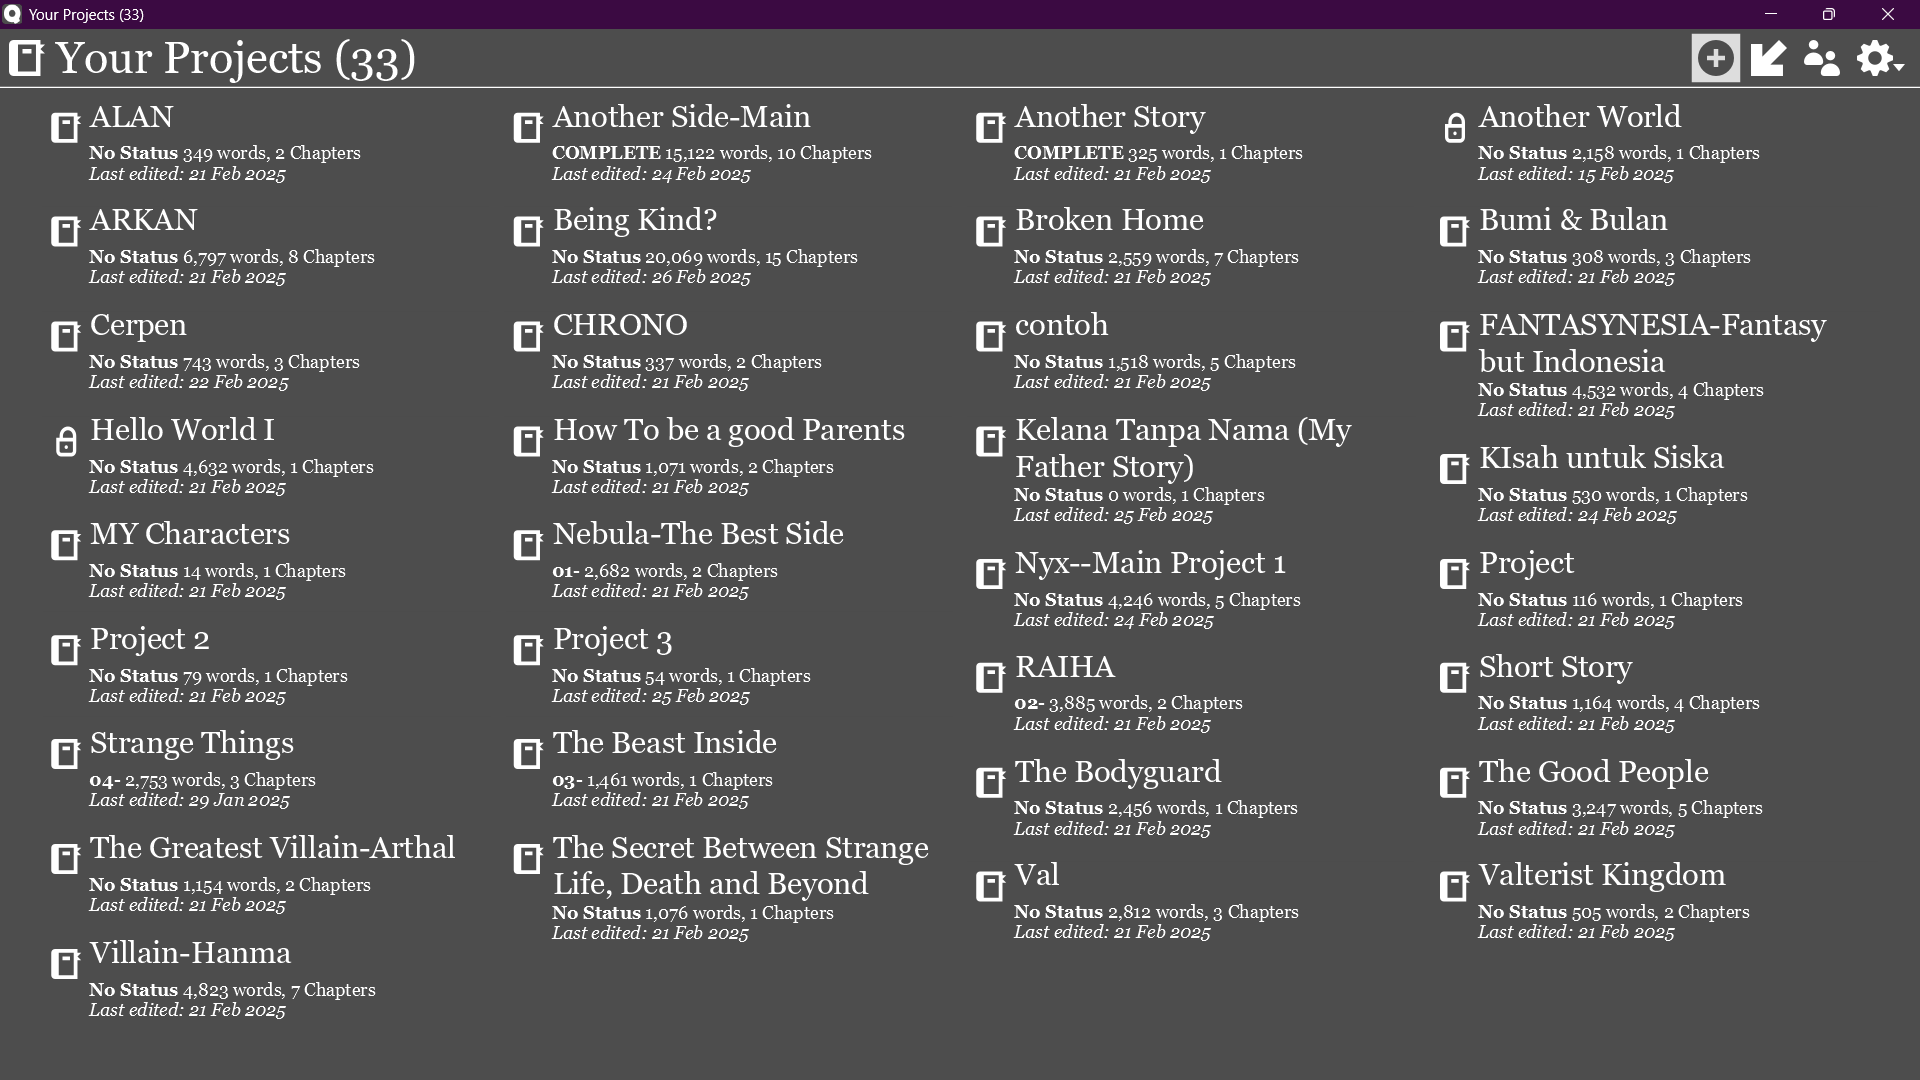 Your Projects (33)
Your Projects (33)
ALAN
No Status 349 words, 2 Chapters
Last edited: 21 Feb 2025
Another Side-Main
COMPLETE 15,122 words, 10 Chapters
Last edited: 24 Feb 2025
Another Story
COMPLETE 325 words, 1 Chapters
Last edited: 21 Feb 2025
Another World
No Status 2,158 words, 1 Chapters
Last edited: 15 Feb 2025
ARKAN
No Status 6,797 words, 8 Chapters
Last edited: 21 Feb 2025
Being Kind?
No Status 20,069 words, 15 Chapters
Last edited: 26 Feb 2025
Broken Home
No Status 2,559 words, 7 Chapters
Last edited: 21 Feb 2025
Bumi & Bulan
No Status 308 words, 3 Chapters
Last edited: 21 Feb 2025
Cerpen
No Status 743 words, 3 Chapters
Last edited: 22 Feb 2025
CHRONO
No Status 337 words, 2 Chapters
Last edited: 21 Feb 2025
contoh
No Status 1,518 words, 5 Chapters
Last edited: 21 Feb 2025
FANTASYNESIA-Fantasy
but Indonesia
No Status 4,532 words, 4 Chapters
Last edited: 21 Feb 2025
Hello World I
No Status 4,632 words, 1 Chapters
Last edited: 21 Feb 2025
How To be a good Parents
No Status 1,071 words, 2 Chapters
Last edited: 21 Feb 2025
Kelana Tanpa Nama (My
Father Story)
No Status 0 words, 1 Chapters
Last edited: 25 Feb 2025
KIsah untuk Siska
No Status 530 words, 1 Chapters
Last edited: 24 Feb 2025
MY Characters
No Status 14 words, 1 Chapters
Last edited: 21 Feb 2025
Nebula-The Best Side
01- 2,682 words, 2 Chapters
Last edited: 21 Feb 2025
Nyx--Main Project 1
No Status 4,246 words, 5 Chapters
Last edited: 24 Feb 2025
Project
No Status 116 words, 1 Chapters
Last edited: 21 Feb 2025
Project 2
No Status 79 words, 1 Chapters
Last edited: 21 Feb 2025
Project 3
No Status 54 words, 1 Chapters
Last edited: 25 Feb 2025
RAIHA
02- 3,885 words, 2 Chapters
Last edited: 21 Feb 2025
Short Story
No Status 1,164 words, 4 Chapters
Last edited: 21 Feb 2025
Strange Things
04- 2,753 words, 3 Chapters
Last edited: 29 Jan 2025
The Beast Inside
03- 1,461 words, 1 Chapters
Last edited: 21 Feb 2025
The Bodyguard
No Status 2,456 words, 1 Chapters
Last edited: 21 Feb 2025
The Good People
No Status 3,247 words, 5 Chapters
Last edited: 21 Feb 2025
The Greatest Villain-Arthal
No Status 1,154 words, 2 Chapters
Last edited: 21 Feb 2025
The Secret Between Strange
Life, Death and Beyond
No Status 1,076 words, 1 Chapters
Last edited: 21 Feb 2025
Val
No Status 2,812 words, 3 Chapters
Last edited: 21 Feb 2025
Valterist Kingdom
No Status 505 words, 2 Chapters
Last edited: 21 Feb 2025
Villain-Hanma
No Status 4,823 words, 7 Chapters
Last edited: 21 Feb 2025